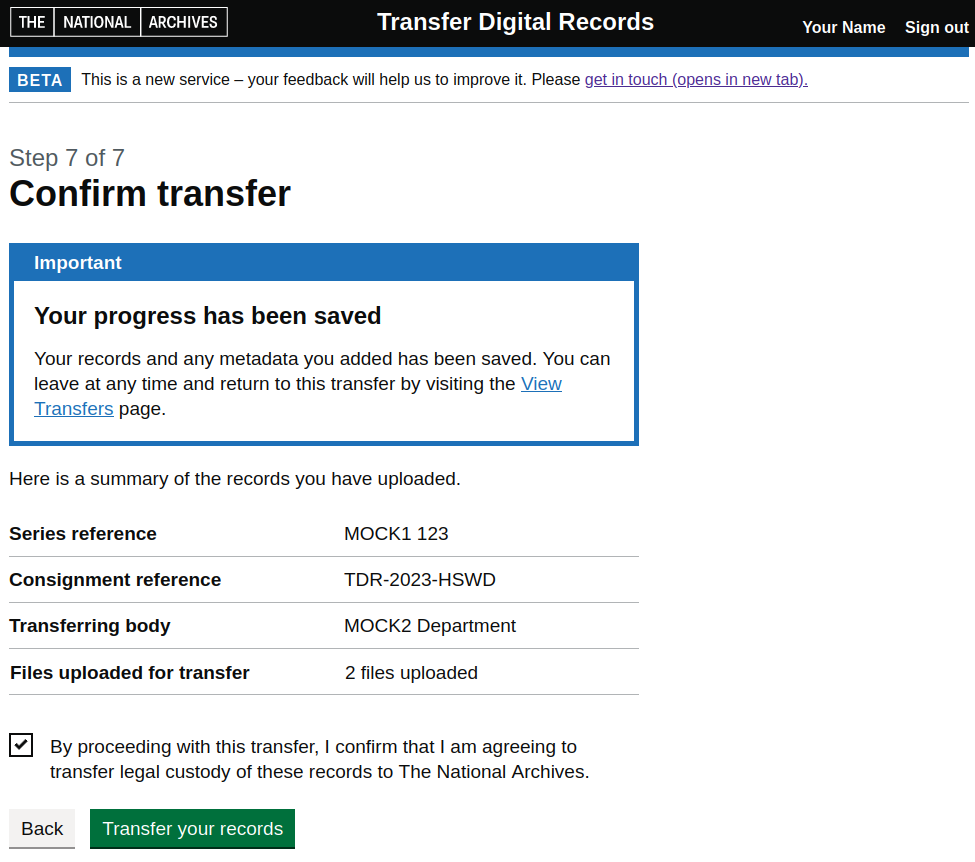 THE NATIONAL ARCHIVES Transfer Digital Records Your Name Sign out
BETA This is a new service – your feedback will help us to improve it. Please get in touch (opens in new tab).
Step 7 of 7
Confirm transfer
Important
Your progress has been saved
Your records and any metadata you added has been saved. You can
leave at any time and return to this transfer by visiting the View
Transfers page.
Here is a summary of the records you have uploaded.
Series reference MOCK1 123
Consignment reference TDR-2023-HSWD
Transferring body MOCK2 Department
Files uploaded for transfer 2 files uploaded
By proceeding with this transfer, I confirm that I am agreeing to
transfer legal custody of these records to The National Archives.
Back Transfer your records